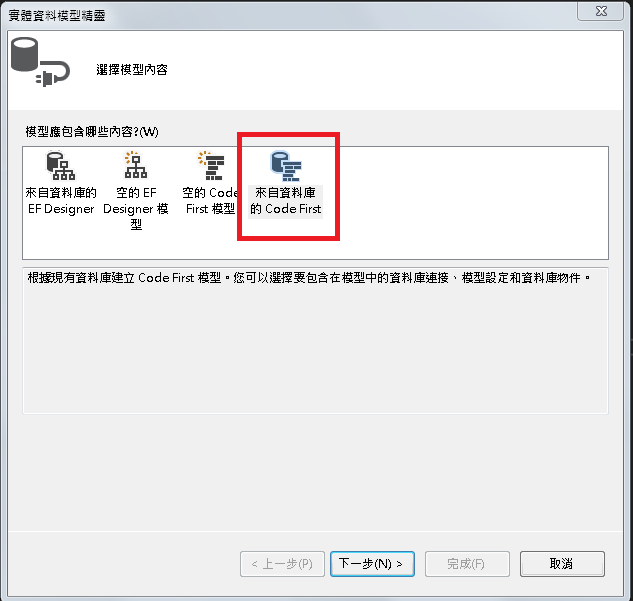 實體資料模型精靈
選擇模型內容
模型應包含哪些內容?(W)
來自資料庫的
EF Designer
空的 EF
Designer 模
型
空的 Code
First 模型
來自資料庫
的 Code First
根據現有資料庫建立 Code First 模型。您可以選擇要包含在模型中的資料庫連接、模型設定和資料庫物件。
< 上一步(P)
下一步(N) >
完成(F)
取消